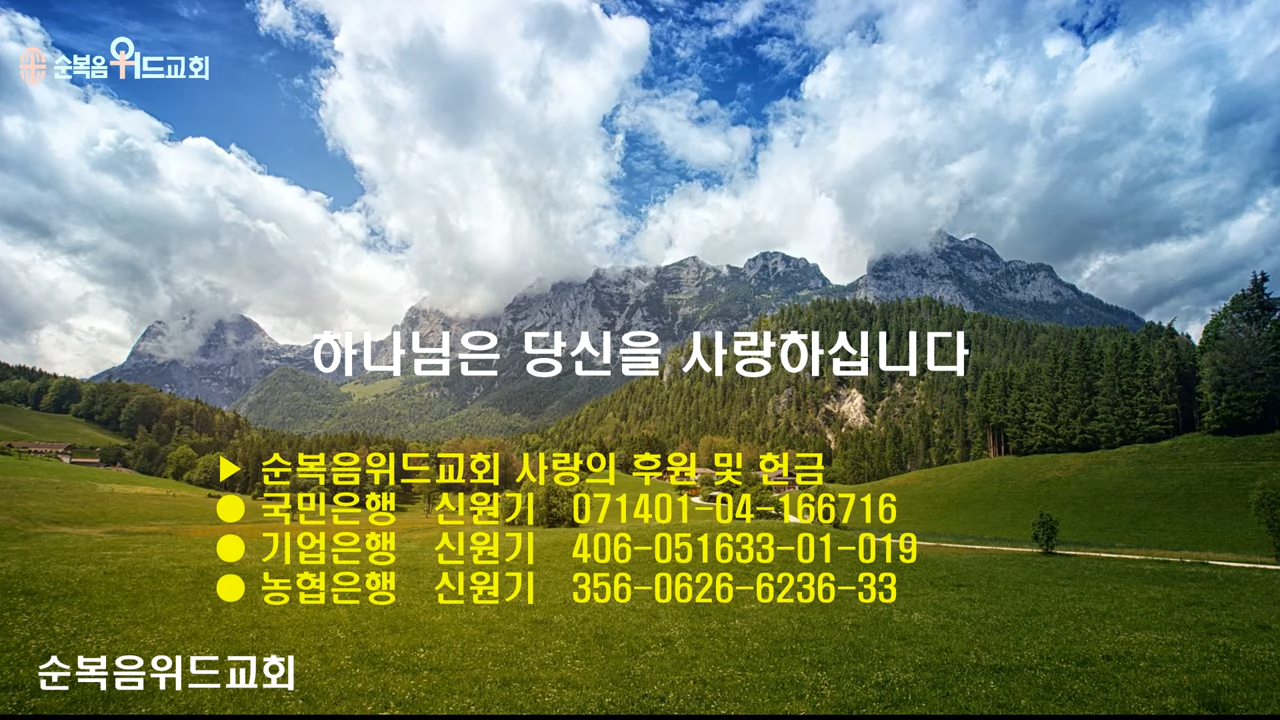 순복음위드교회
하나님은 당신을 사랑하십니다
▶ 순복음위드교회 사랑의 후원 및 헌금
● 국민은행 신원기 071401-04-166716
● 기업은행 신원기 406-051633-01-019
● 농협은행 신원기 356-0626-6236-33
순복음위드교회